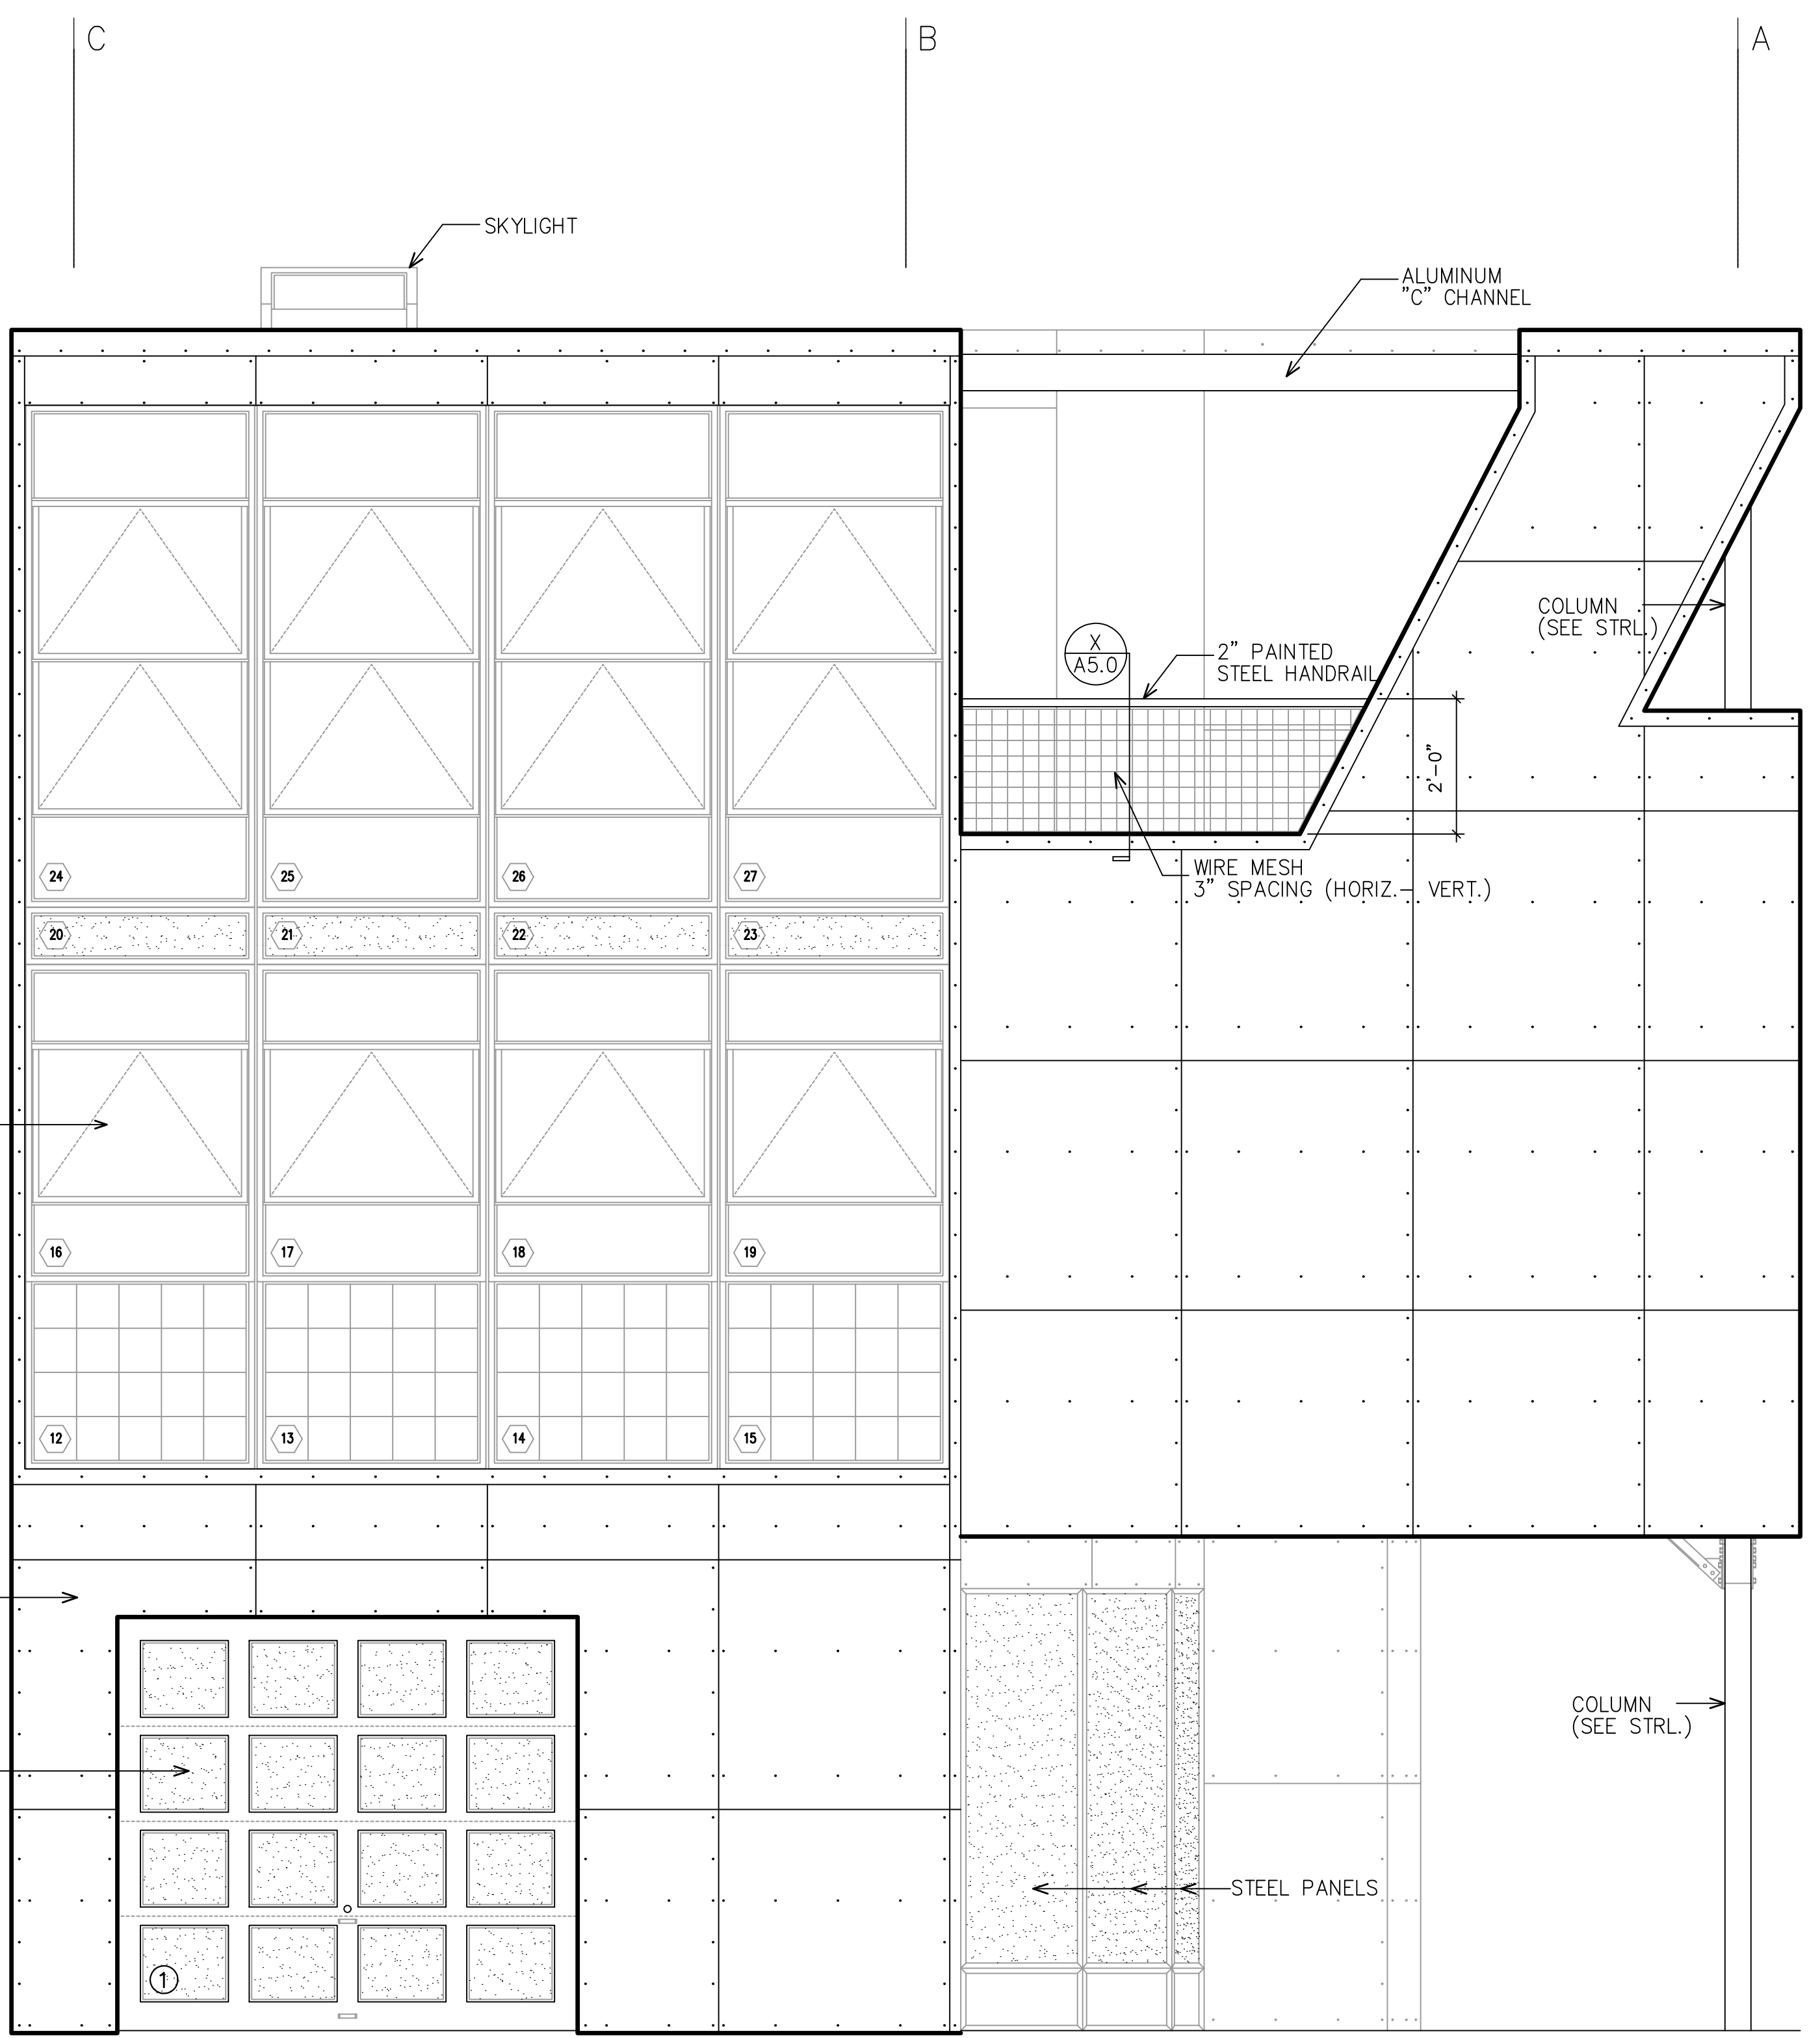 C
B
A
SKYLIGHT
ALUMINUM
"C" CHANNEL
COLUMN
(SEE STRL.)
X
A5.0
2" PAINTED
STEEL HANDRAIL
2'-0"
WIRE MESH
3" SPACING (HORIZ.- VERT.)
24
25
26
27
20
21
22
23
16
17
18
19
12
13
14
15
COLUMN
(SEE STRL.)
STEEL PANELS
1